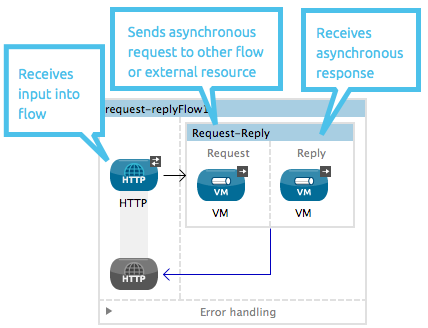 Sends asynchronous
request to other flow
or external resource
Receives
asynchronous
response
Receives
input into
flow
request-replyFlow1
Request-Reply
Request
Reply
HTTP
VM
VM
HTTP
VM
VM
HTTP
Error handling